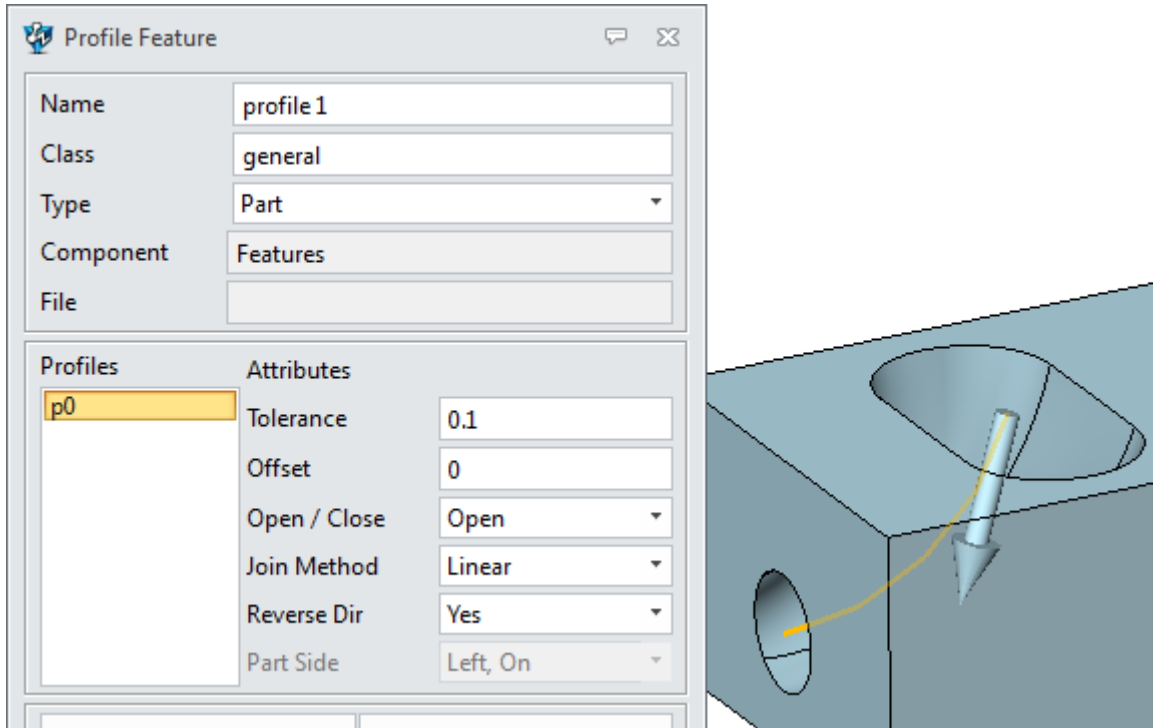 Profile Feature
Name profile 1
Class general
Type Part
Component Features
File
Profiles Attributes
p0
Tolerance 0.1
Offset 0
Open / Close Open
Join Method Linear
Reverse Dir Yes
Part Side Left, On